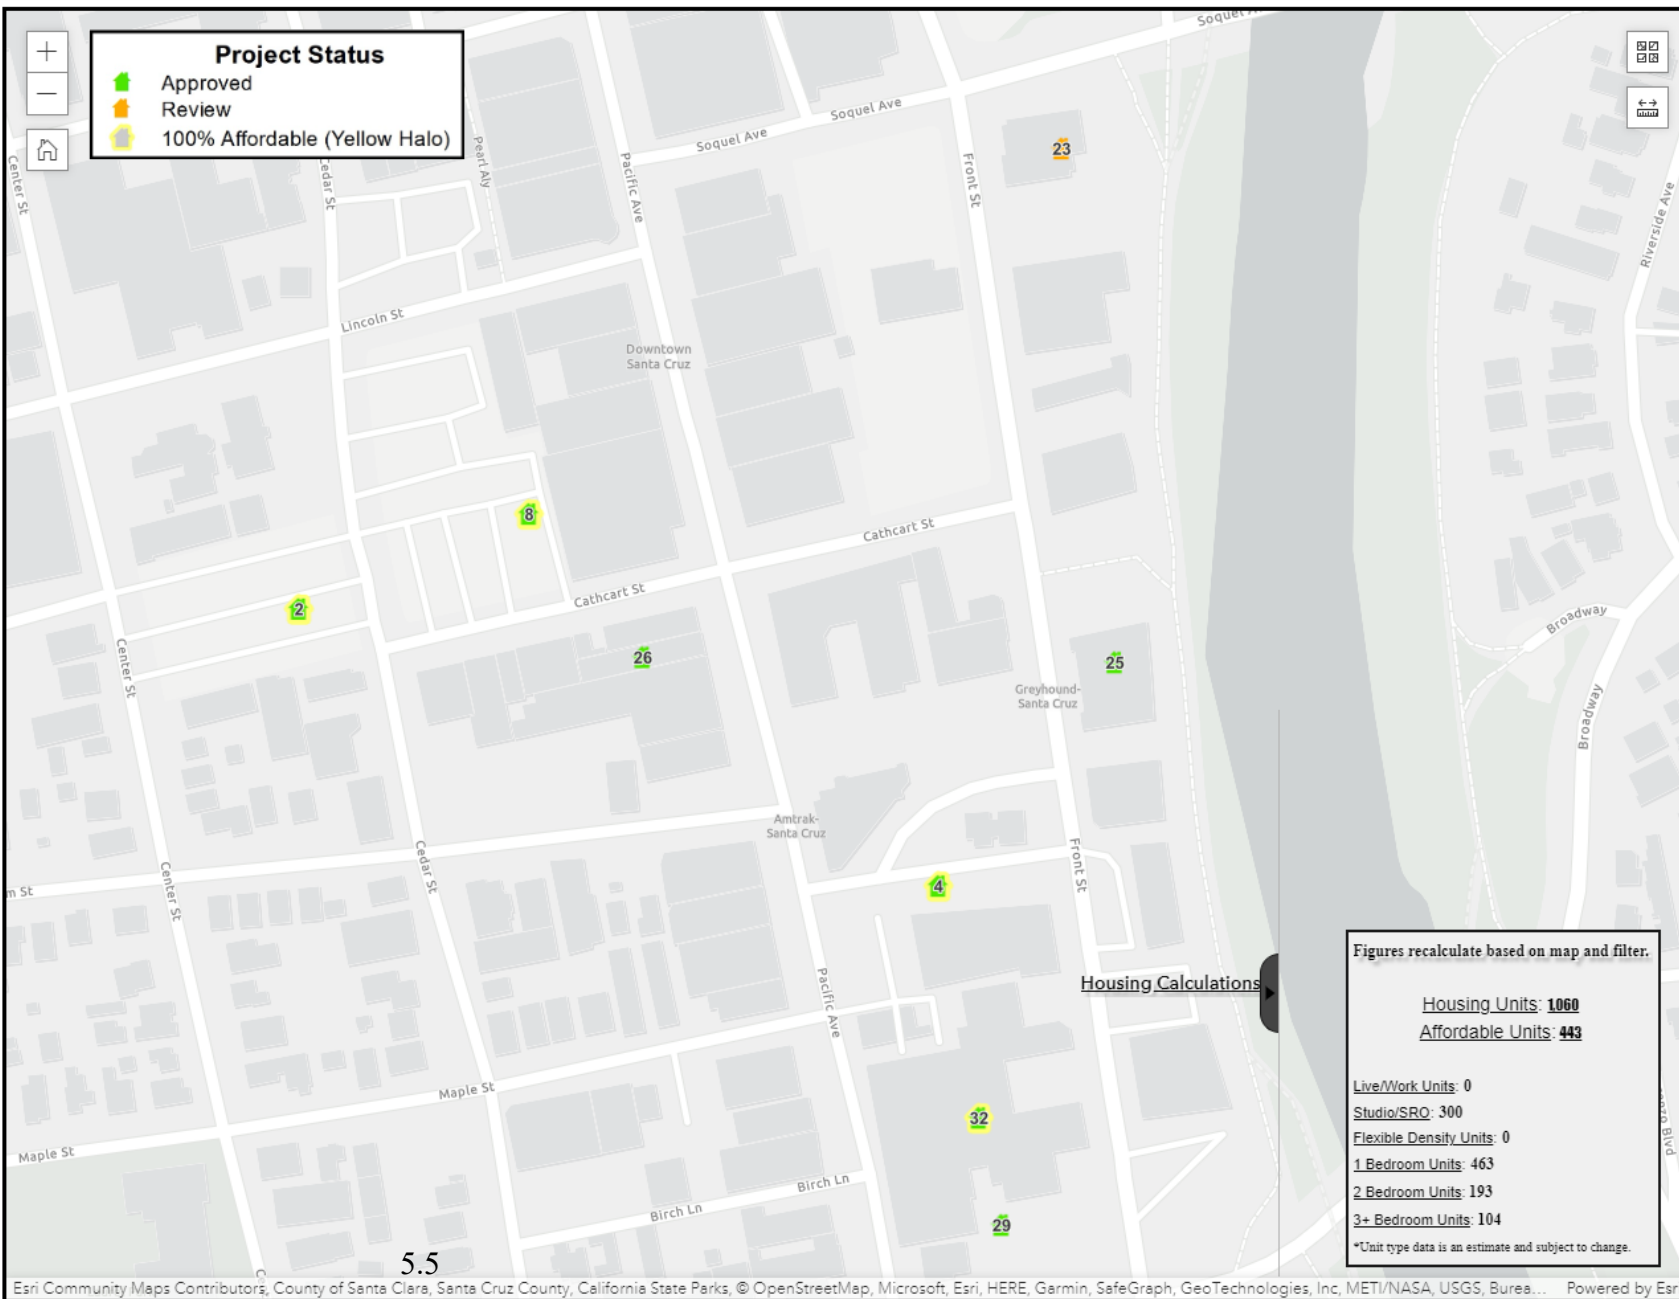 Project Status
Approved
Review
100% Affordable (Yellow Halo)
Soquel Ave
Soquel Ave
Center St
Cedar St
Pearl Aly
Pacific Ave
Front St
23
Riverside Ave
Lincoln St
Downtown
Santa Cruz
8
Cathcart St
Cathcart St
2
Center St
26
25
Greyhound-
Santa Cruz
Broadway
Broadway
Amtrak-
Santa Cruz
Cedar St
Center St
Front St
m St
4
Pacific Ave
Housing Calculations
Figures recalculate based on map and filter.
Housing Units: 1,060
Affordable Units: 443
Live/Work Units: 0
Studio/SRO: 300
Flexible Density Units: 0
1 Bedroom Units: 463
2 Bedroom Units: 193
3+ Bedroom Units: 104
*Unit type data is an estimate and subject to change.
Maple St
Maple St
32
Birch Ln
Birch Ln
29
5.5
Esri Community Maps Contributors, County of Santa Clara, Santa Cruz County, California State Parks, © OpenStreetMap, Microsoft, Esri, HERE, Garmin, SafeGraph, GeoTechnologies, Inc, METI/NASA, USGS, Burea... Powered by Esri